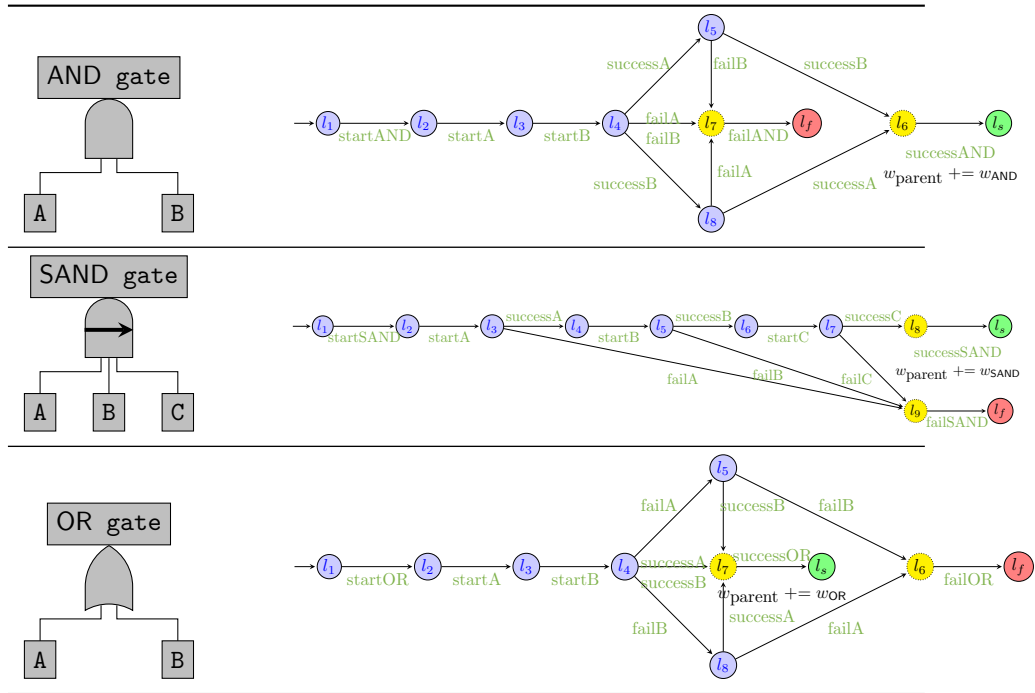 AND gate
A
B
l5
successA
failB
successB
l1
startAND
l2
startA
l3
startB
l4
failA
failB
l7
failAND
lf
l6
successAND
ls
wparent += wAND
successB
failA
successA
l8
SAND gate
A
B
C
l1
startSAND
l2
startA
l3
successA
l4
startB
l5
successB
l6
startC
l7
successC
l8
successSAND
ls
wparent += wSAND
failA
failB
failC
l9
failSAND
lf
OR gate
A
B
l5
failA
successB
failB
l1
startOR
l2
startA
l3
startB
l4
successA
successB
l7
successOR
ls
wparent += wOR
l6
failOR
lf
failB
successA
failA
l8